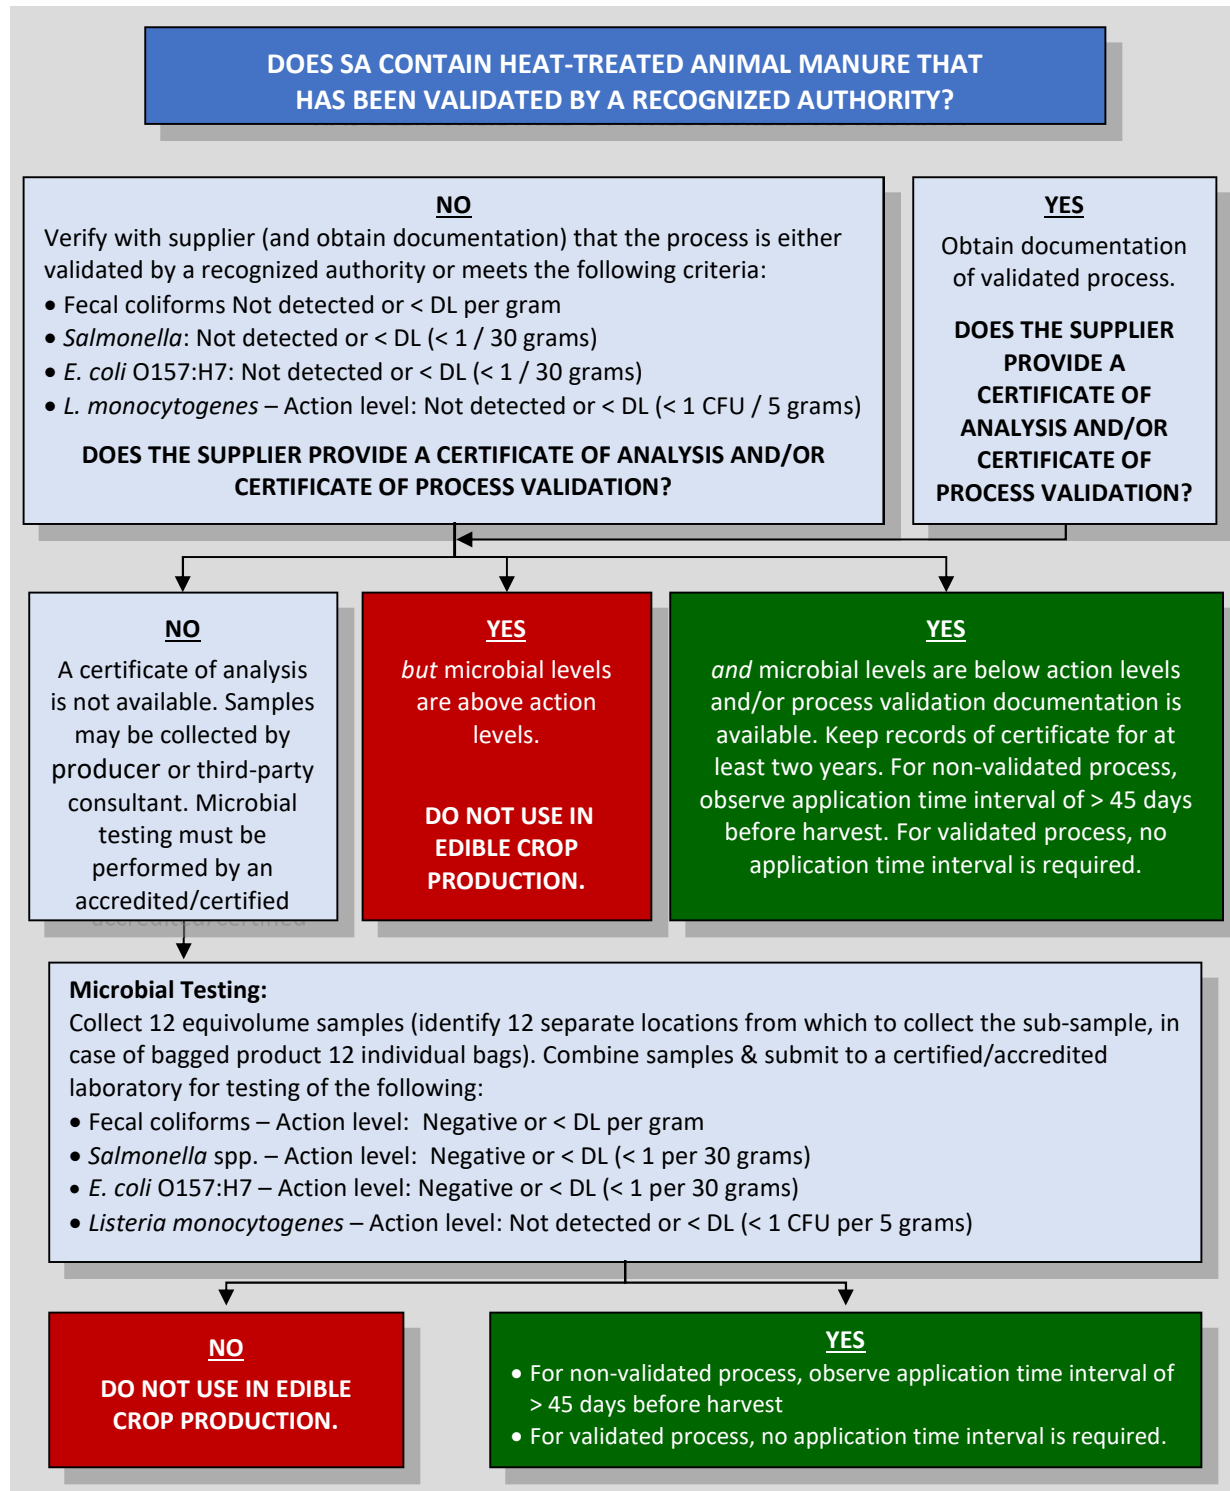 DOES SA CONTAIN HEAT-TREATED ANIMAL MANURE THAT
HAS BEEN VALIDATED BY A RECOGNIZED AUTHORITY?
NO
Verify with supplier (and obtain documentation) that the process is either
validated by a recognized authority or meets the following criteria:
• Fecal coliforms Not detected or < DL per gram
• Salmonella: Not detected or < DL (< 1 / 30 grams)
• E. coli O157:H7: Not detected or < DL (< 1 / 30 grams)
• L. monocytogenes – Action level: Not detected or < DL (< 1 CFU / 5 grams)
DOES THE SUPPLIER PROVIDE A CERTIFICATE OF ANALYSIS AND/OR
CERTIFICATE OF PROCESS VALIDATION?
YES
Obtain documentation
of validated process.
DOES THE SUPPLIER
PROVIDE A
CERTIFICATE OF
ANALYSIS AND/OR
CERTIFICATE OF
PROCESS VALIDATION?
NO
A certificate of analysis
is not available. Samples
may be collected by
producer or third-party
consultant. Microbial
testing must be
performed by an
accredited/certified
YES
but microbial levels
are above action
levels.
DO NOT USE IN
EDIBLE CROP
PRODUCTION.
YES
and microbial levels are below action levels
and/or process validation documentation is
available. Keep records of certificate for at
least two years. For non-validated process,
observe application time interval of > 45 days
before harvest. For validated process, no
application time interval is required.
Microbial Testing:
Collect 12 equivolume samples (identify 12 separate locations from which to collect the sub-sample, in
case of bagged product 12 individual bags). Combine samples & submit to a certified/accredited
laboratory for testing of the following:
• Fecal coliforms – Action level: Negative or < DL per gram
• Salmonella spp. – Action level: Negative or < DL (< 1 per 30 grams)
• E. coli O157:H7 – Action level: Negative or < DL (< 1 per 30 grams)
• Listeria monocytogenes – Action level: Not detected or < DL (< 1 CFU per 5 grams)
NO
DO NOT USE IN EDIBLE
CROP PRODUCTION.
YES
• For non-validated process, observe application time interval of
> 45 days before harvest
• For validated process, no application time interval is required.